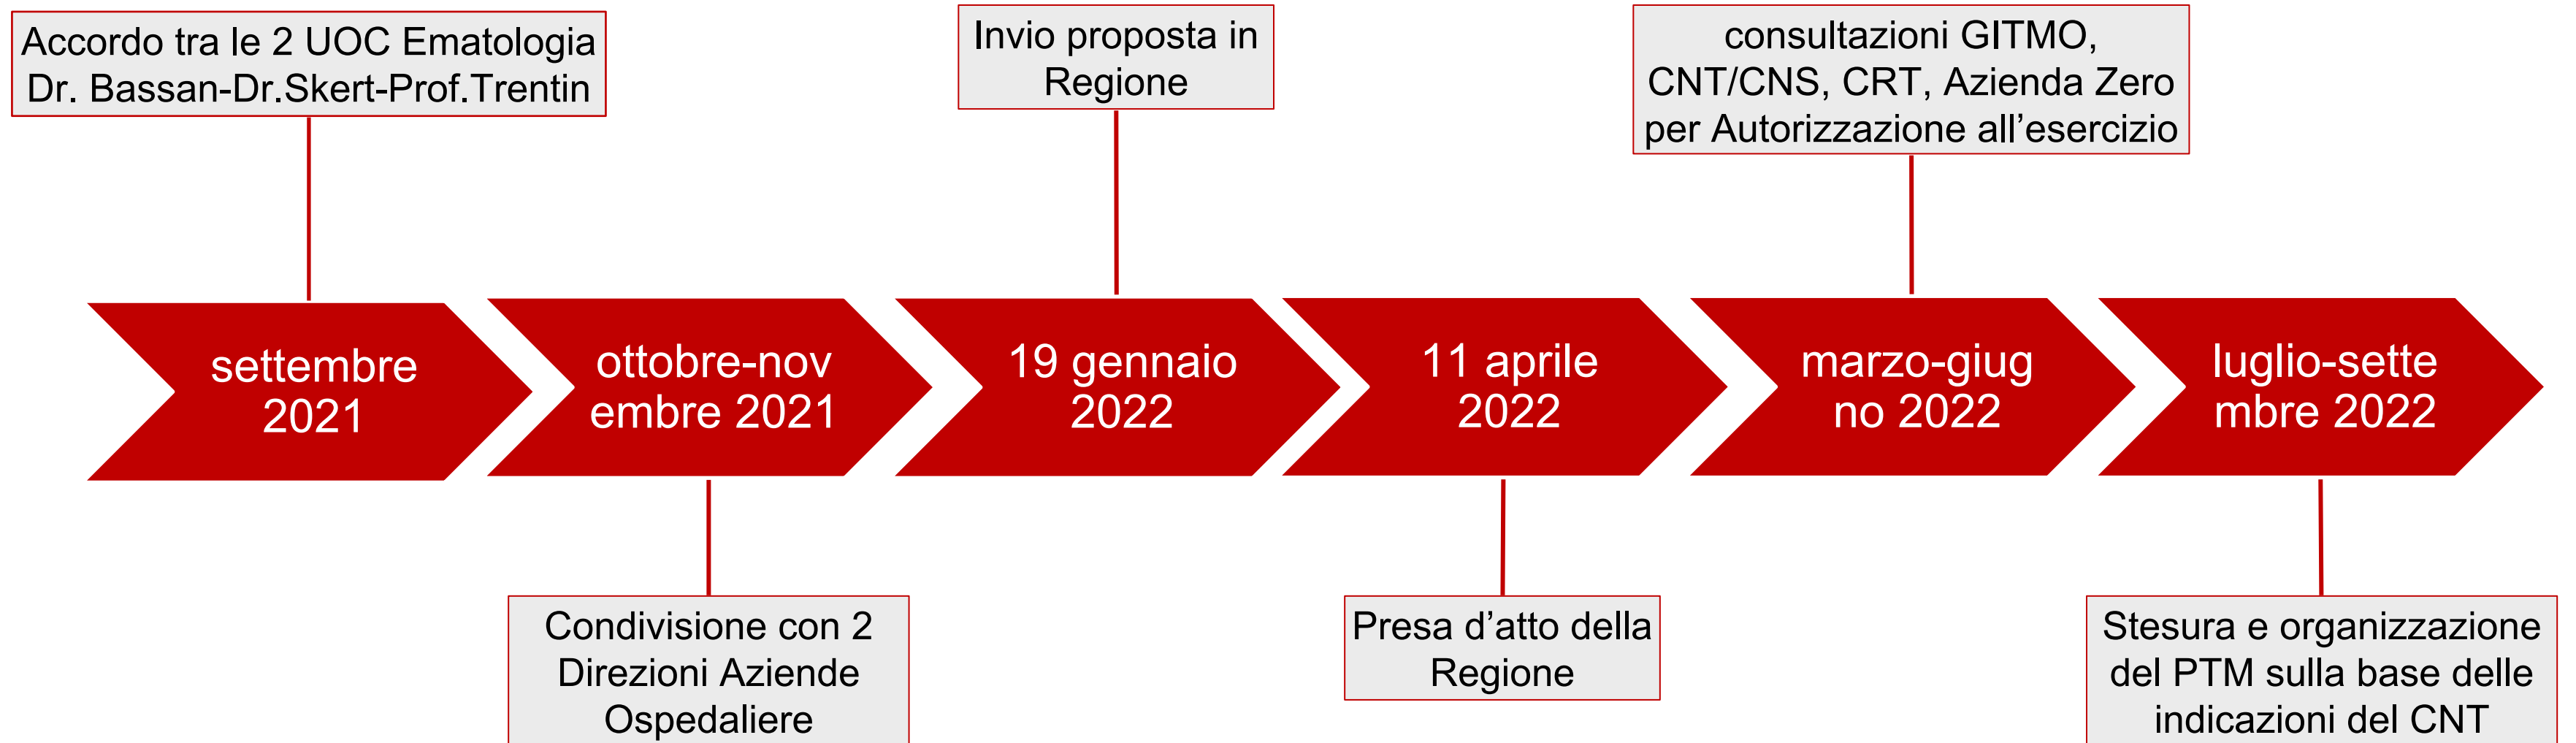 Accordo tra le 2 UOC Ematologia
Dr. Bassan-Dr.Skert-Prof.Trentin
Invio proposta in
Regione
consultazioni GITMO,
CNT/CNS, CRT, Azienda Zero
per Autorizzazione all’esercizio
settembre
2021
ottobre-nov
embre 2021
19 gennaio
2022
11 aprile
2022
marzo-giug
no 2022
luglio-sette
mbre 2022
Condivisione con 2
Direzioni Aziende
Ospedaliere
Presa d’atto della
Regione
Stesura e organizzazione
del PTM sulla base delle
indicazioni del CNT